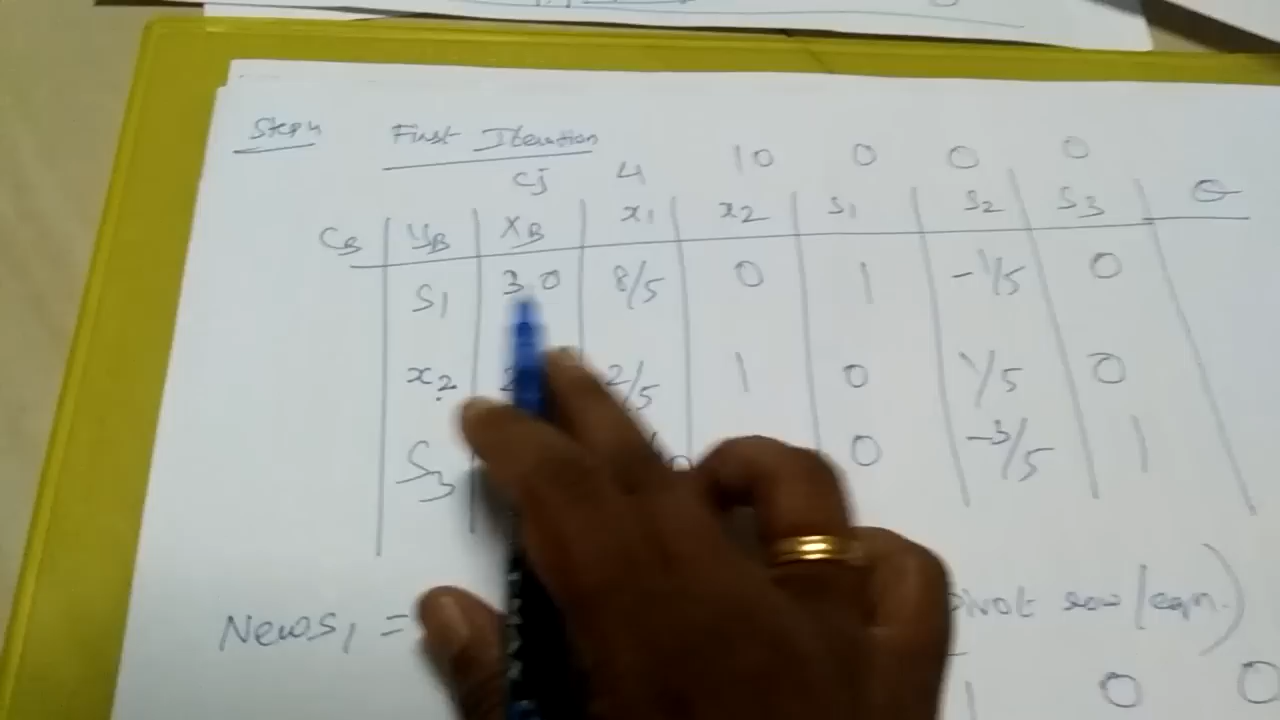 Step 4 First Iteration
Cj 4 10 0 0 0
CB YB XB x1 x2 s1 s2 s3 θ
S1 30 8/5 0 1 -1/5 0
x2 2/5 1 0 1/5 0
S3 0 0 -3/5 1
New S1 = pivot row/eqn.)
1 0 0